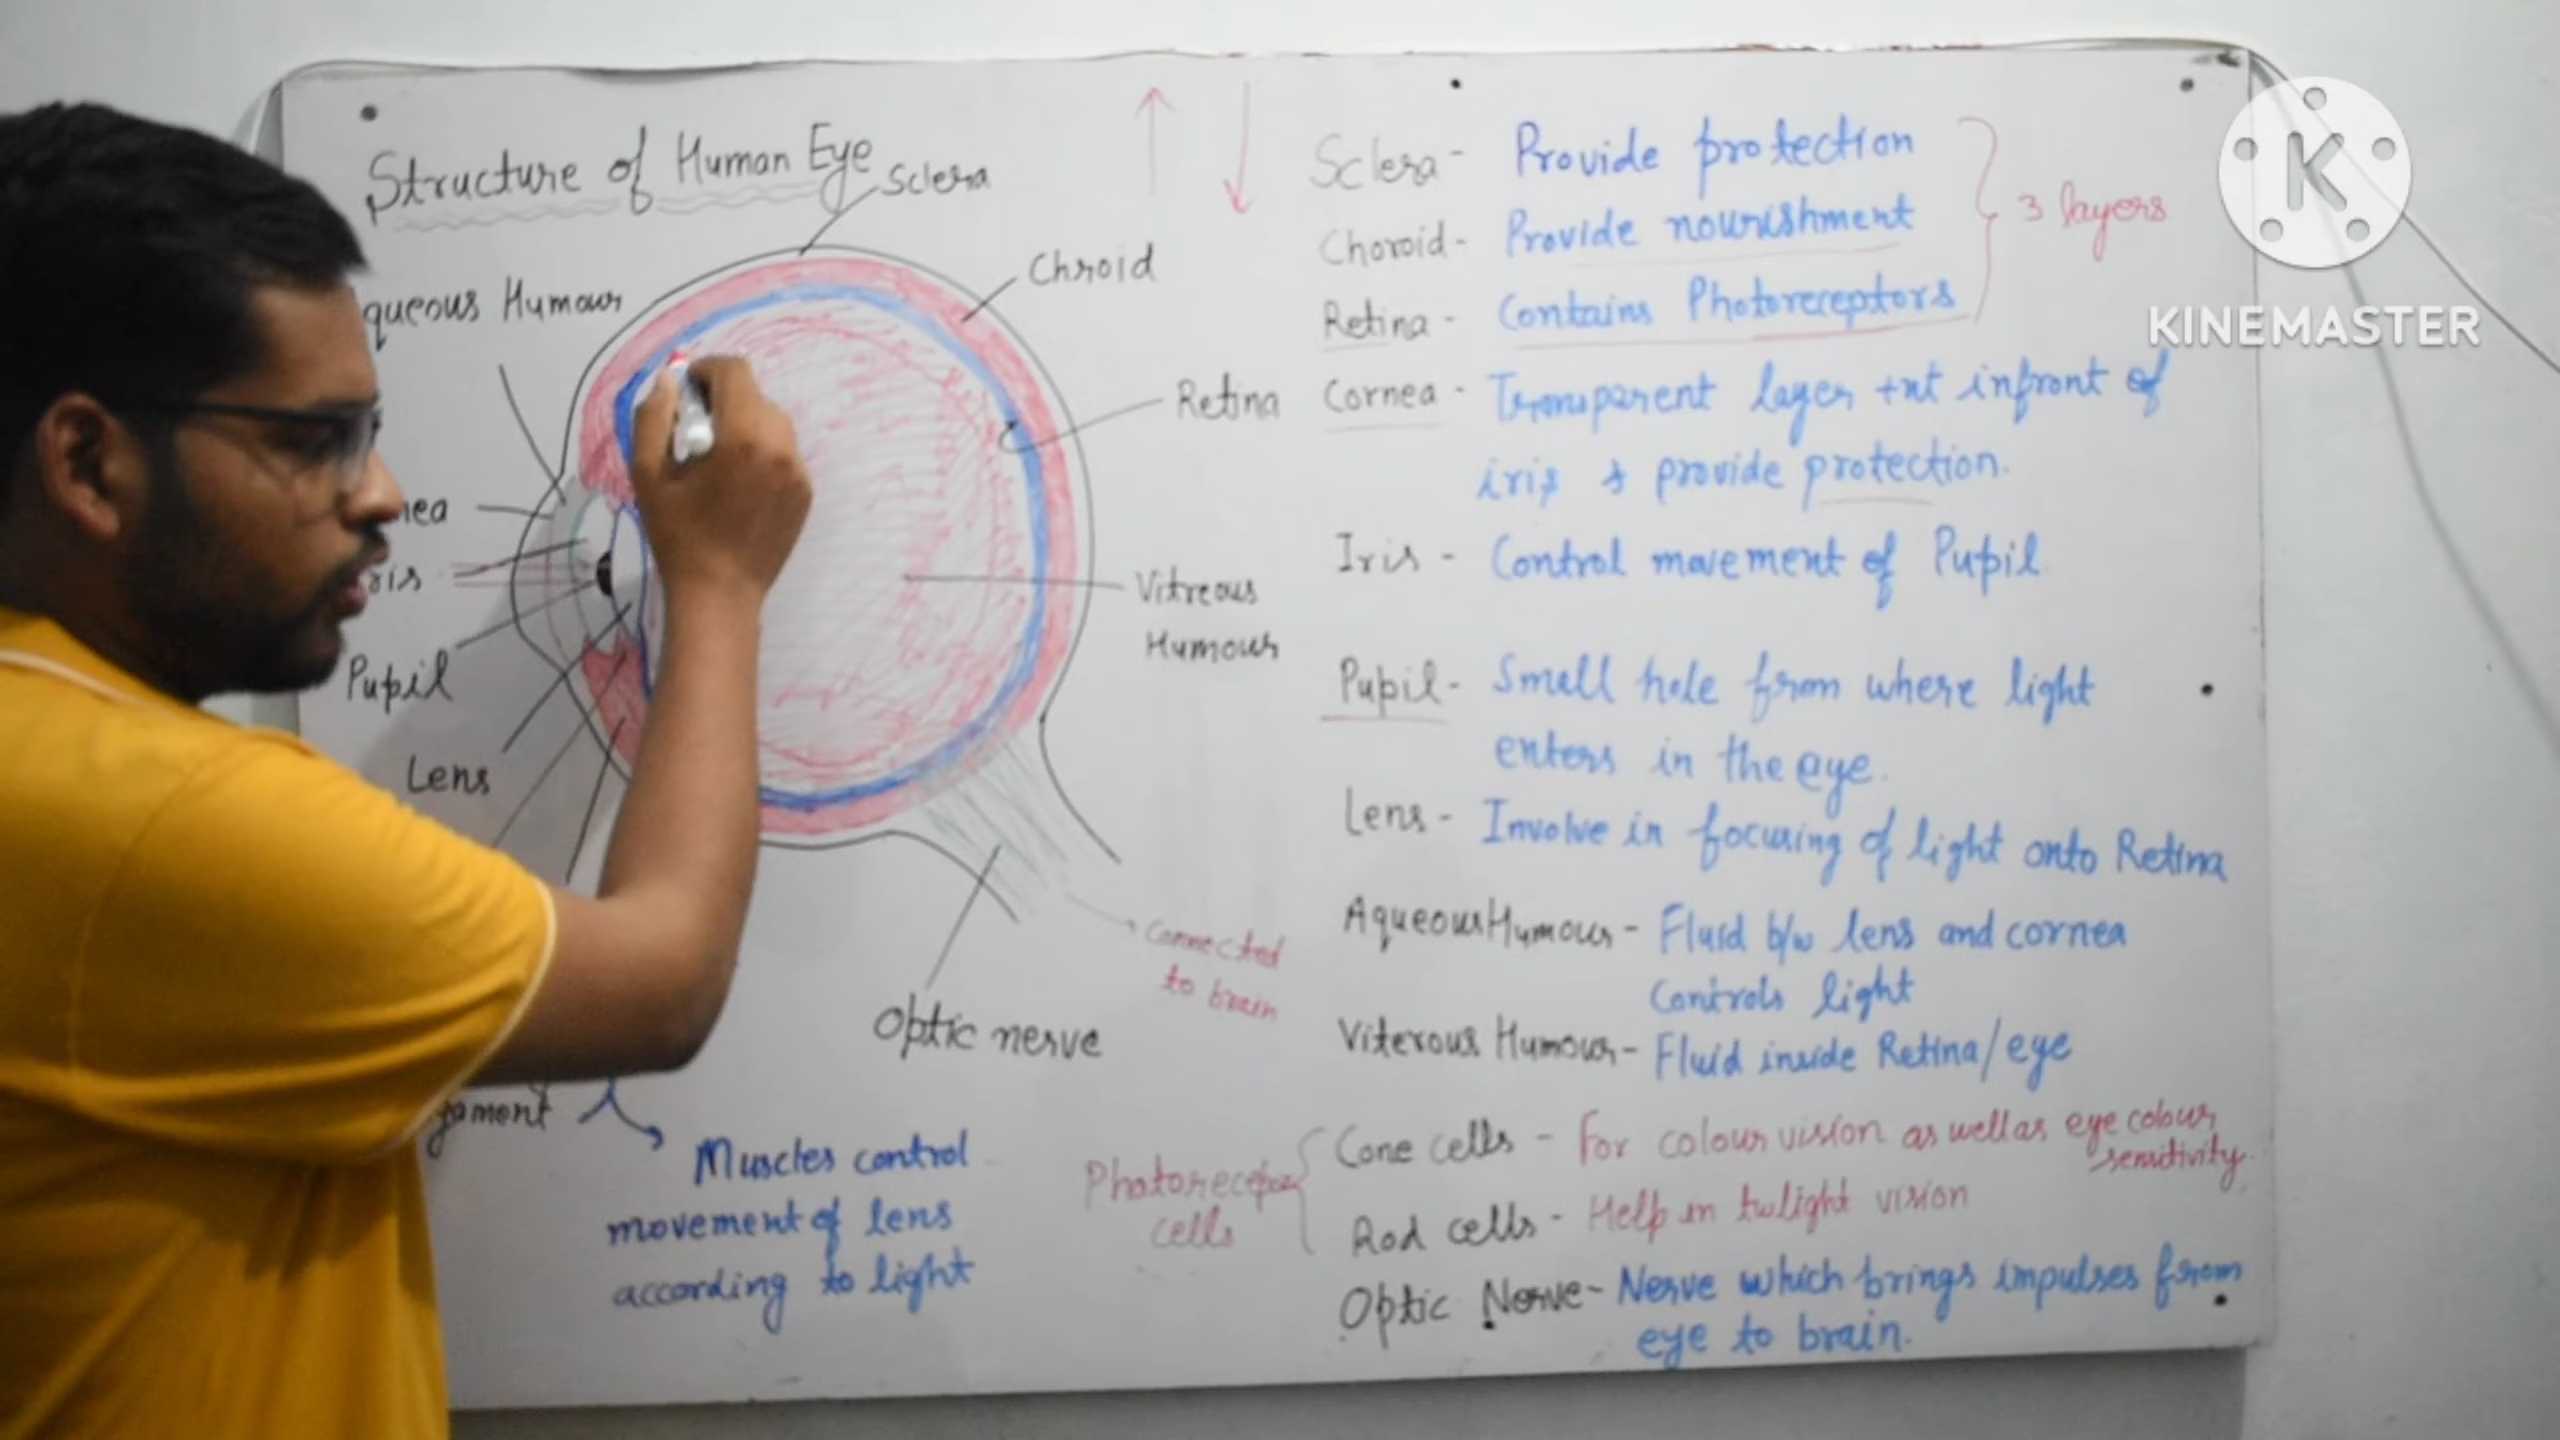 Structure of Human Eye
Sclera
queous Humour
Chroid
Retina
nea
ris
Pupil
Lens
Vitreous
Humour
Optic nerve
Connected
to brain
gament
Muscles control
movement of lens
according to light
Sclera - Provide protection
Choroid - Provide nourishment
Retina - Contains Photoreceptors
3 layers
Cornea - Transparent layer +nt infront of
iris & provide protection.
Iris - Control movement of Pupil
Pupil - Small hole from where light
enters in the eye.
Lens - Involve in focusing of light onto Retina
Aqueous Humour - Fluid b/w lens and cornea
Controls light
Viterous Humour - Fluid inside Retina/eye
Photoreceptor
cells
Cone cells - For colour vision as well as eye colour
sensitivity.
Rod cells - Help in twlight vision
Optic Nerve - Nerve which brings impulses from
eye to brain.
K
KINEMASTER